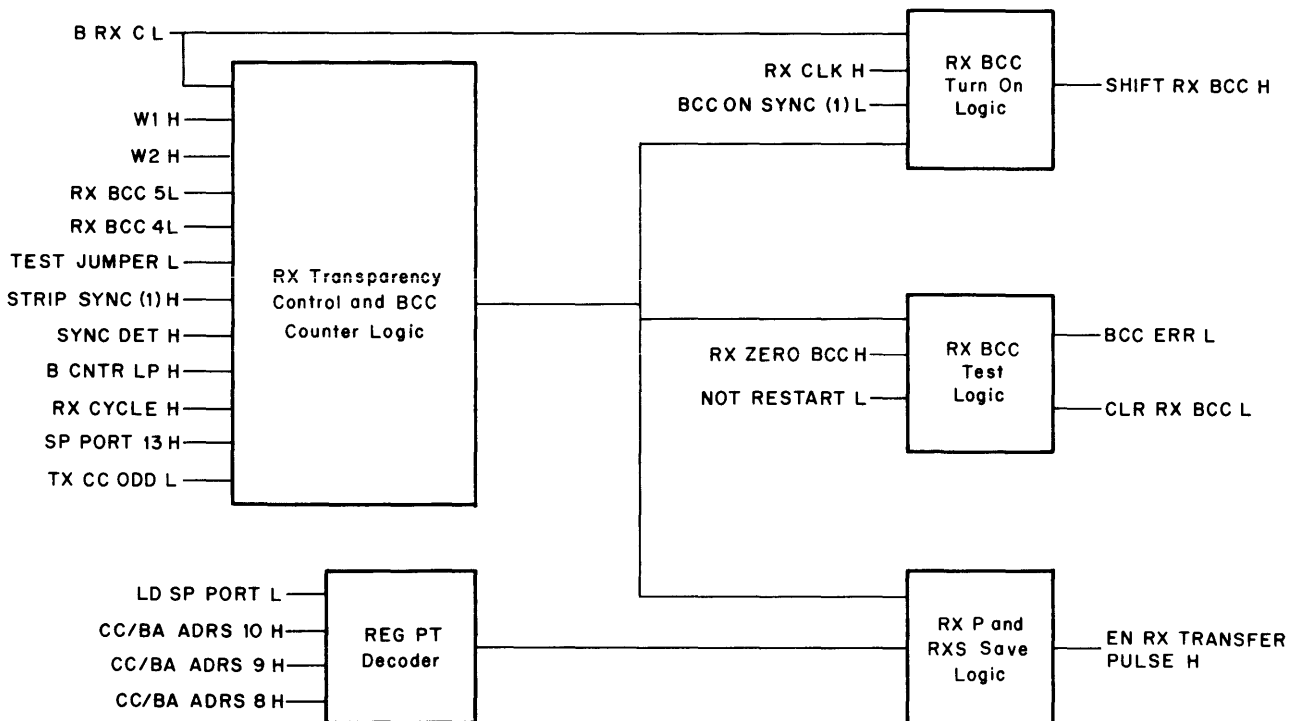 B RX C L
W1 H
W2 H
RX BCC 5L
RX BCC 4L
TEST JUMPER L
STRIP SYNC (1) H
SYNC DET H
B CNTR LP H
RX CYCLE H
SP PORT 13 H
TX CC ODD L
RX Transparency
Control and BCC
Counter Logic
RX CLK H
BCC ON SYNC (1) L
RX BCC
Turn On
Logic
SHIFT RX BCC H
RX ZERO BCC H
NOT RESTART L
RX BCC
Test
Logic
BCC ERR L
CLR RX BCC L
LD SP PORT L
CC/BA ADRS 10 H
CC/BA ADRS 9 H
CC/BA ADRS 8 H
REG PT
Decoder
RX P and
RXS Save
Logic
EN RX TRANSFER
PULSE H